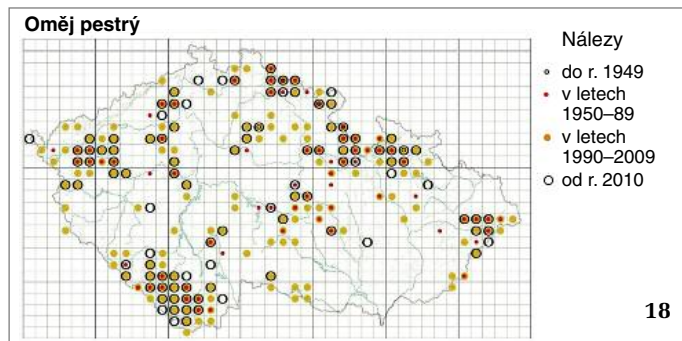 Oměj pestrý
Nálezy
do r. 1949
v letech
1950–89
v letech
1990–2009
od r. 2010
18